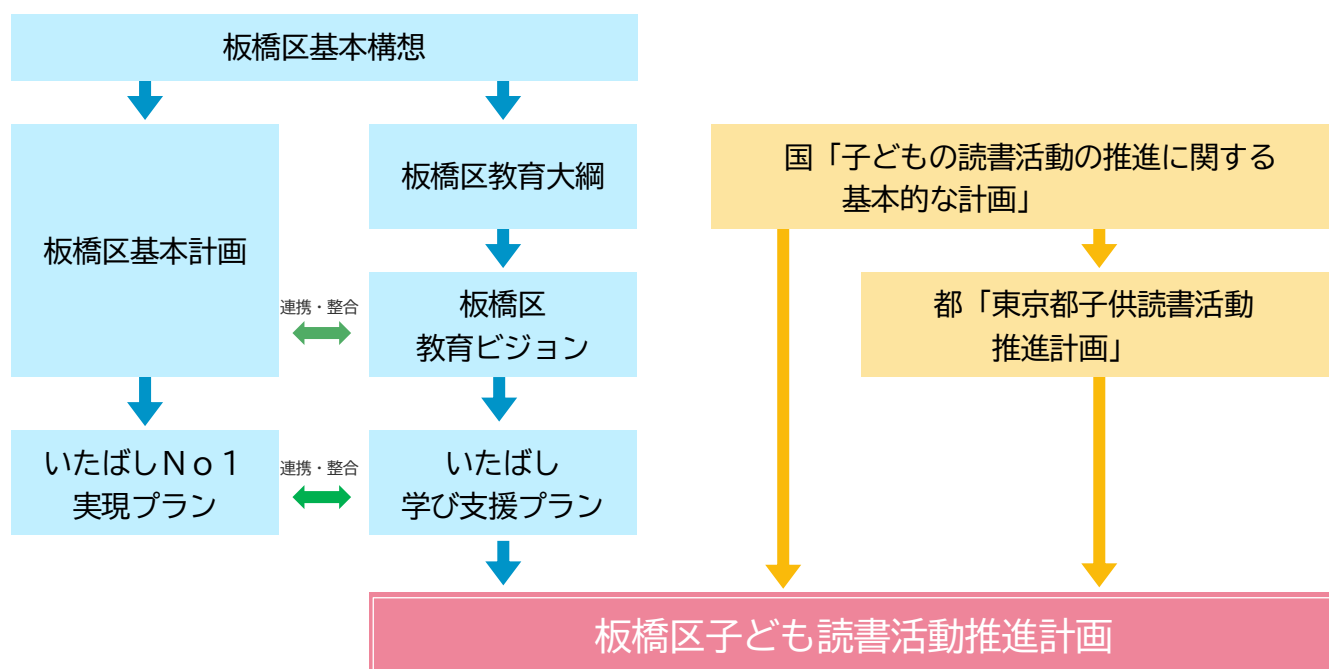 板橋区基本構想
板橋区基本計画
板橋区教育大綱
国「子どもの読書活動の推進に関する
基本的な計画」
連携・整合
板橋区
教育ビジョン
都「東京都子供読書活動
推進計画」
いたばしＮｏ１
実現プラン
連携・整合
いたばし
学び支援プラン
板橋区子ども読書活動推進計画